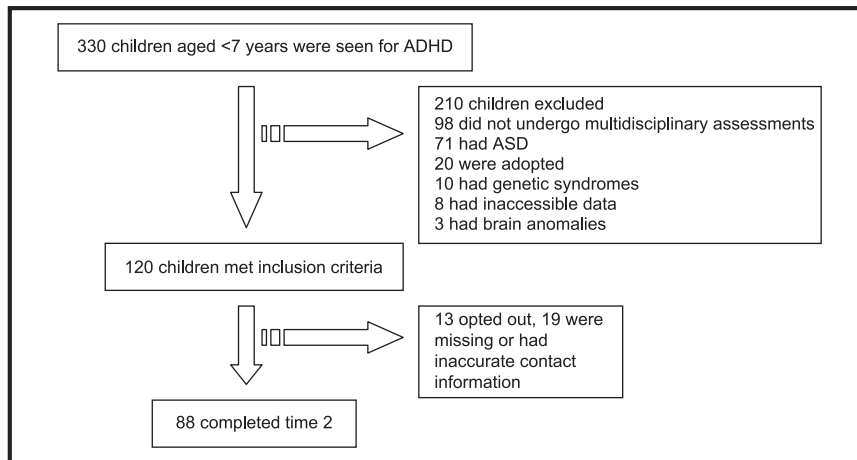 330 children aged <7 years were seen for ADHD
210 children excluded
98 did not undergo multidisciplinary assessments
71 had ASD
20 were adopted
10 had genetic syndromes
8 had inaccessible data
3 had brain anomalies
120 children met inclusion criteria
13 opted out, 19 were
missing or had
inaccurate contact
information
88 completed time 2